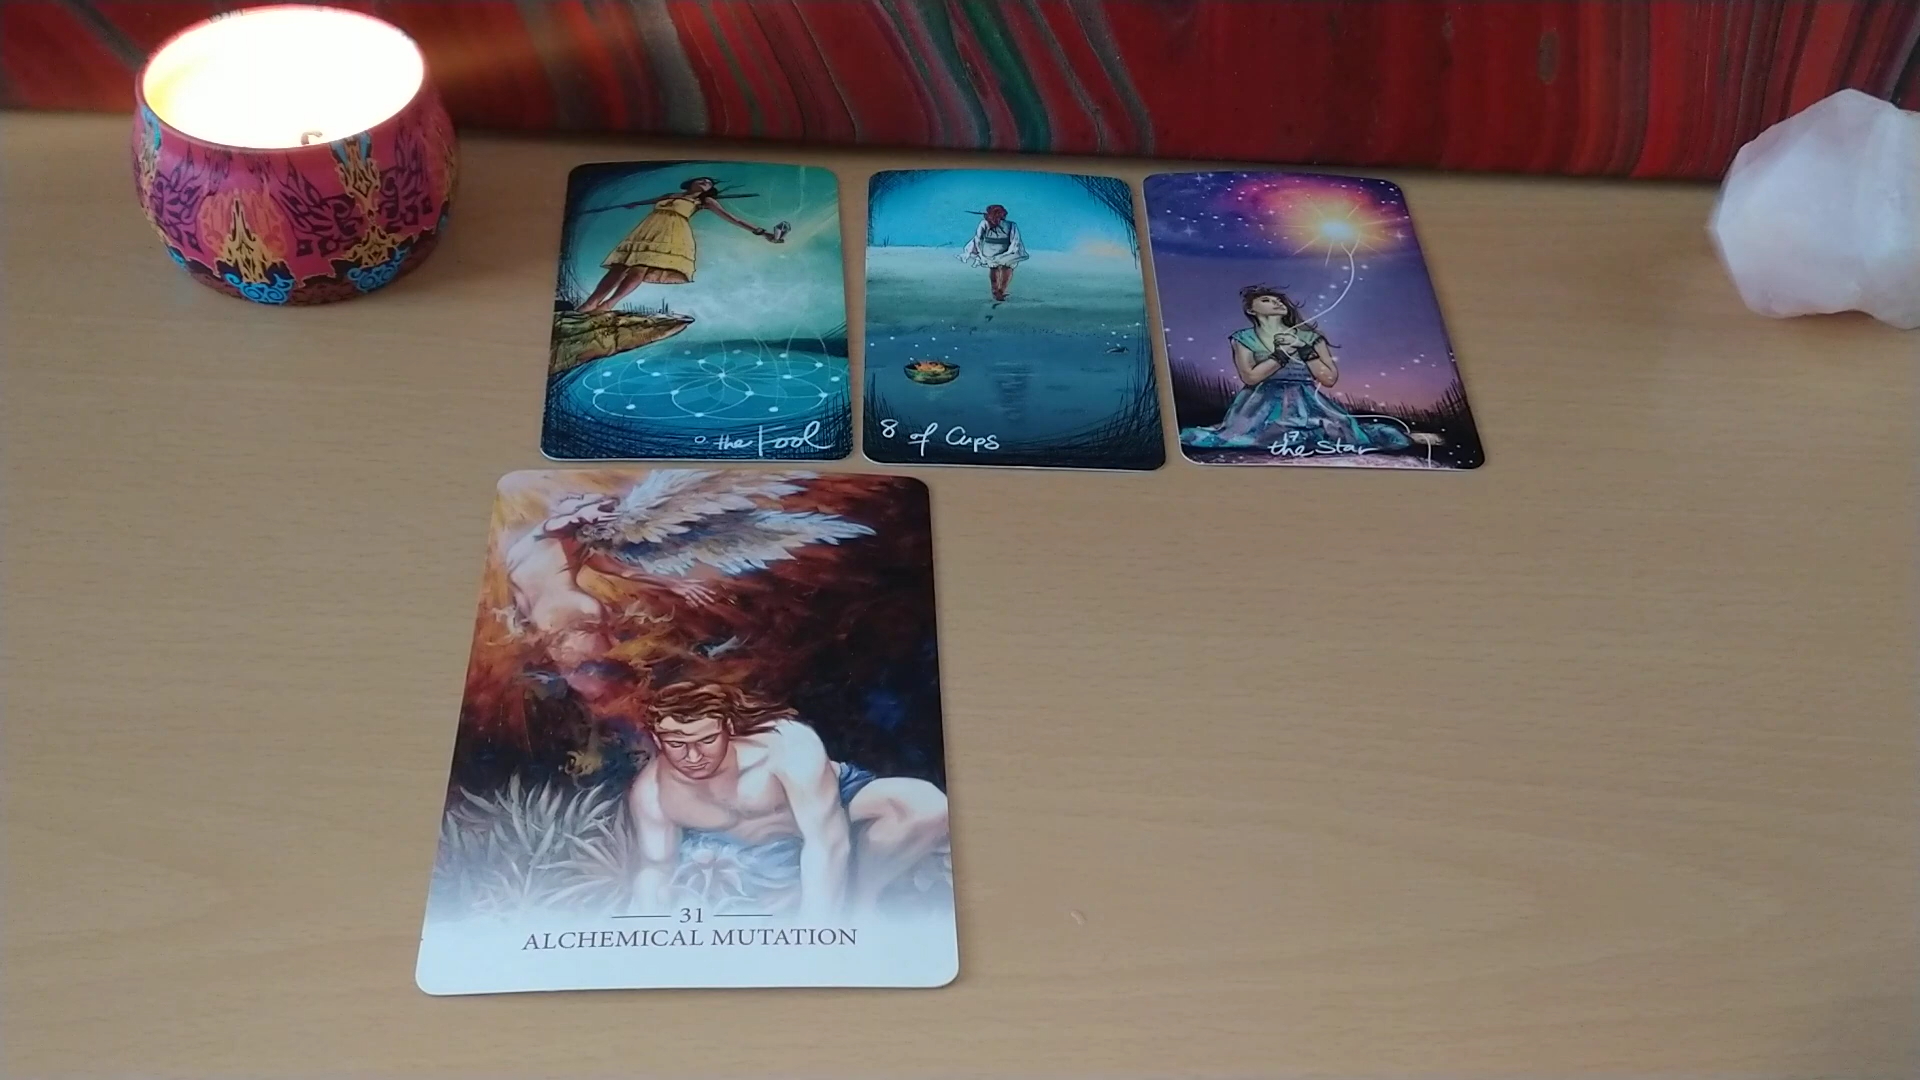 0 the Fool
8 of Cups
17
the Star
31
ALCHEMICAL MUTATION